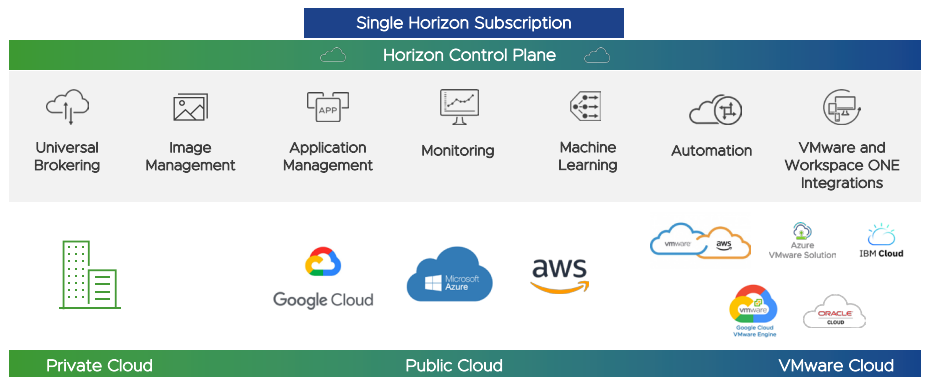 Single Horizon Subscription
Horizon Control Plane
APP
Universal
Brokering
Image
Management
Application
Management
Monitoring
Machine
Learning
Automation
VMware and
Workspace ONE
Integrations
Google Cloud
Microsoft
Azure
aws
vmware
aws
Azure
VMware Solution
IBM Cloud
vmware
Google Cloud
VMware Engine
ORACLE
CLOUD
Private Cloud
Public Cloud
VMware Cloud